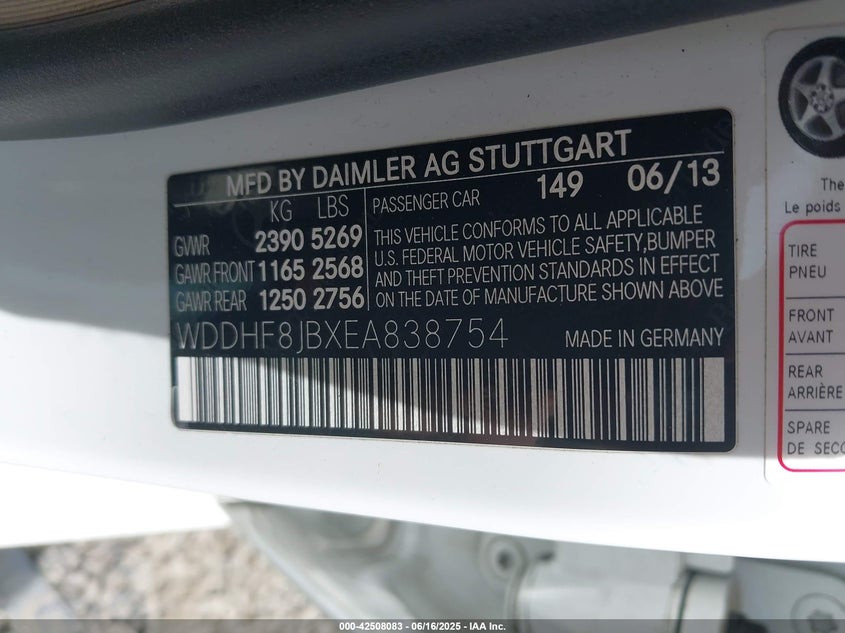 MFD BY DAIMLER AG STUTTGART
KG LBS PASSENGER CAR 149 06/13
GVWR 2390 5269
GAWR FRONT 1165 2568
GAWR REAR 1250 2756
THIS VEHICLE CONFORMS TO ALL APPLICABLE
U.S. FEDERAL MOTOR VEHICLE SAFETY,BUMPER
AND THEFT PREVENTION STANDARDS IN EFFECT
ON THE DATE OF MANUFACTURE SHOWN ABOVE
WDDHF8JBXEA838754 MADE IN GERMANY
The
Le poids
TIRE
PNEU
FRONT
AVANT
REAR
ARRIÈRE
SPARE
DE SECO
000-42508083 - 06/16/2025 - IAA Inc.